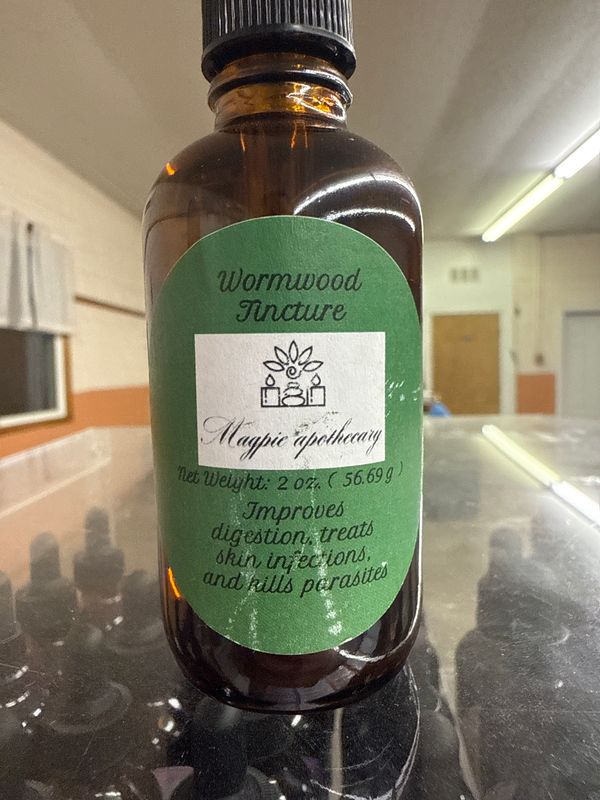 Wormwood
Tincture
Magpie apothecary
Net Weight: 2 oz. ( 56.69 g )
Improves
digestion, treats
skin infections,
and kills parasites